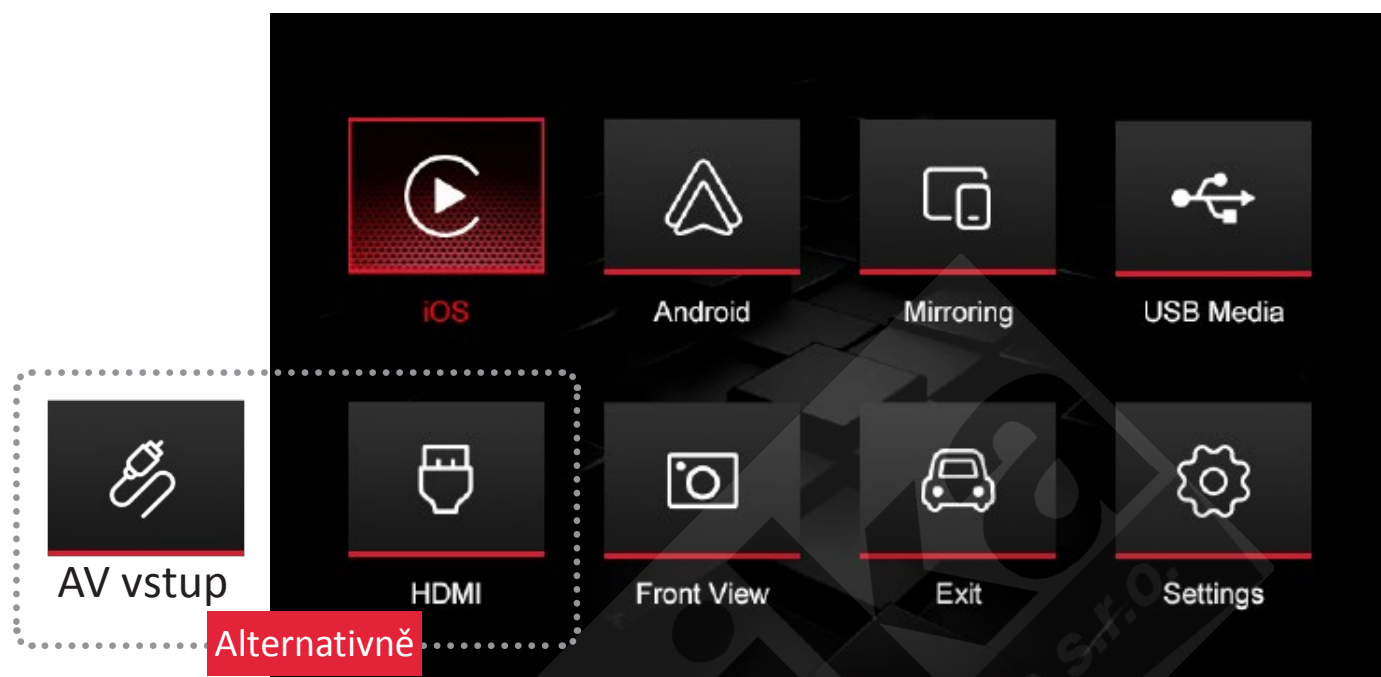 iOS
Android
Mirroring
USB Media
AV vstup
HDMI
Front View
Exit
Settings
Alternativně
s.r.o.